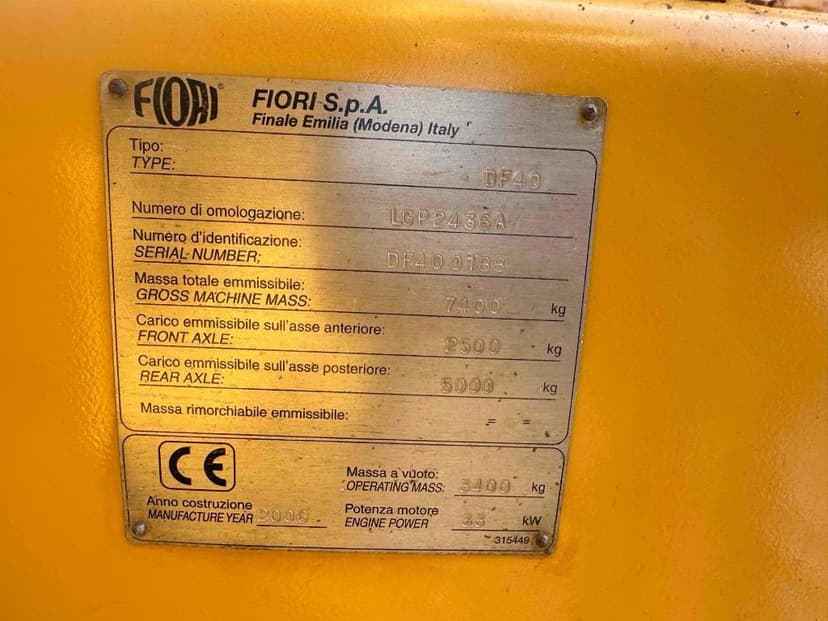 FIORI®
FIORI S.p.A.
Finale Emilia (Modena) Italy
Tipo:
TYPE: DF40
Numero di omologazione: LGP2436A
Numero d'identificazione:
SERIAL NUMBER: DF400188
Massa totale emmissibile:
GROSS MACHINE MASS: 7400 kg
Carico emmissibile sull'asse anteriore:
FRONT AXLE: 2500 kg
Carico emmissibile sull'asse posteriore:
REAR AXLE: 5000 kg
Massa rimorchiabile emmissibile: = =
CE
Massa a vuoto:
OPERATING MASS: 3400 kg
Anno costruzione
MANUFACTURE YEAR 2006
Potenza motore
ENGINE POWER kW
315449